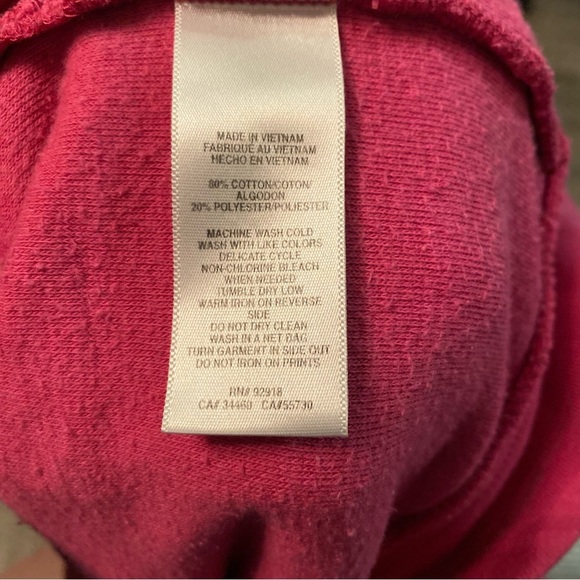 MADE IN VIETNAM
FABRIQUE AU VIETNAM
HECHO EN VIETNAM
80% COTTON/COTON/
ALGODON
20% POLYESTER/POLIESTER
MACHINE WASH COLD
WASH WITH LIKE COLORS
DELICATE CYCLE
NON-CHLORINE BLEACH
WHEN NEEDED
TUMBLE DRY LOW
WARM IRON ON REVERSE
SIDE
DO NOT DRY CLEAN
WASH IN A NET BAG
TURN GARMENT IN SIDE OUT
DO NOT IRON ON PRINTS
RN# 92918
CA# 34460 CA#55730